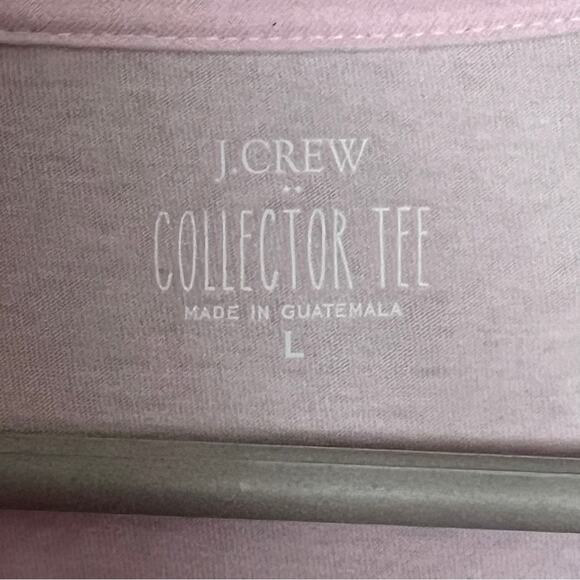 J.CREW
COLLECTOR TEE
MADE IN GUATEMALA
L